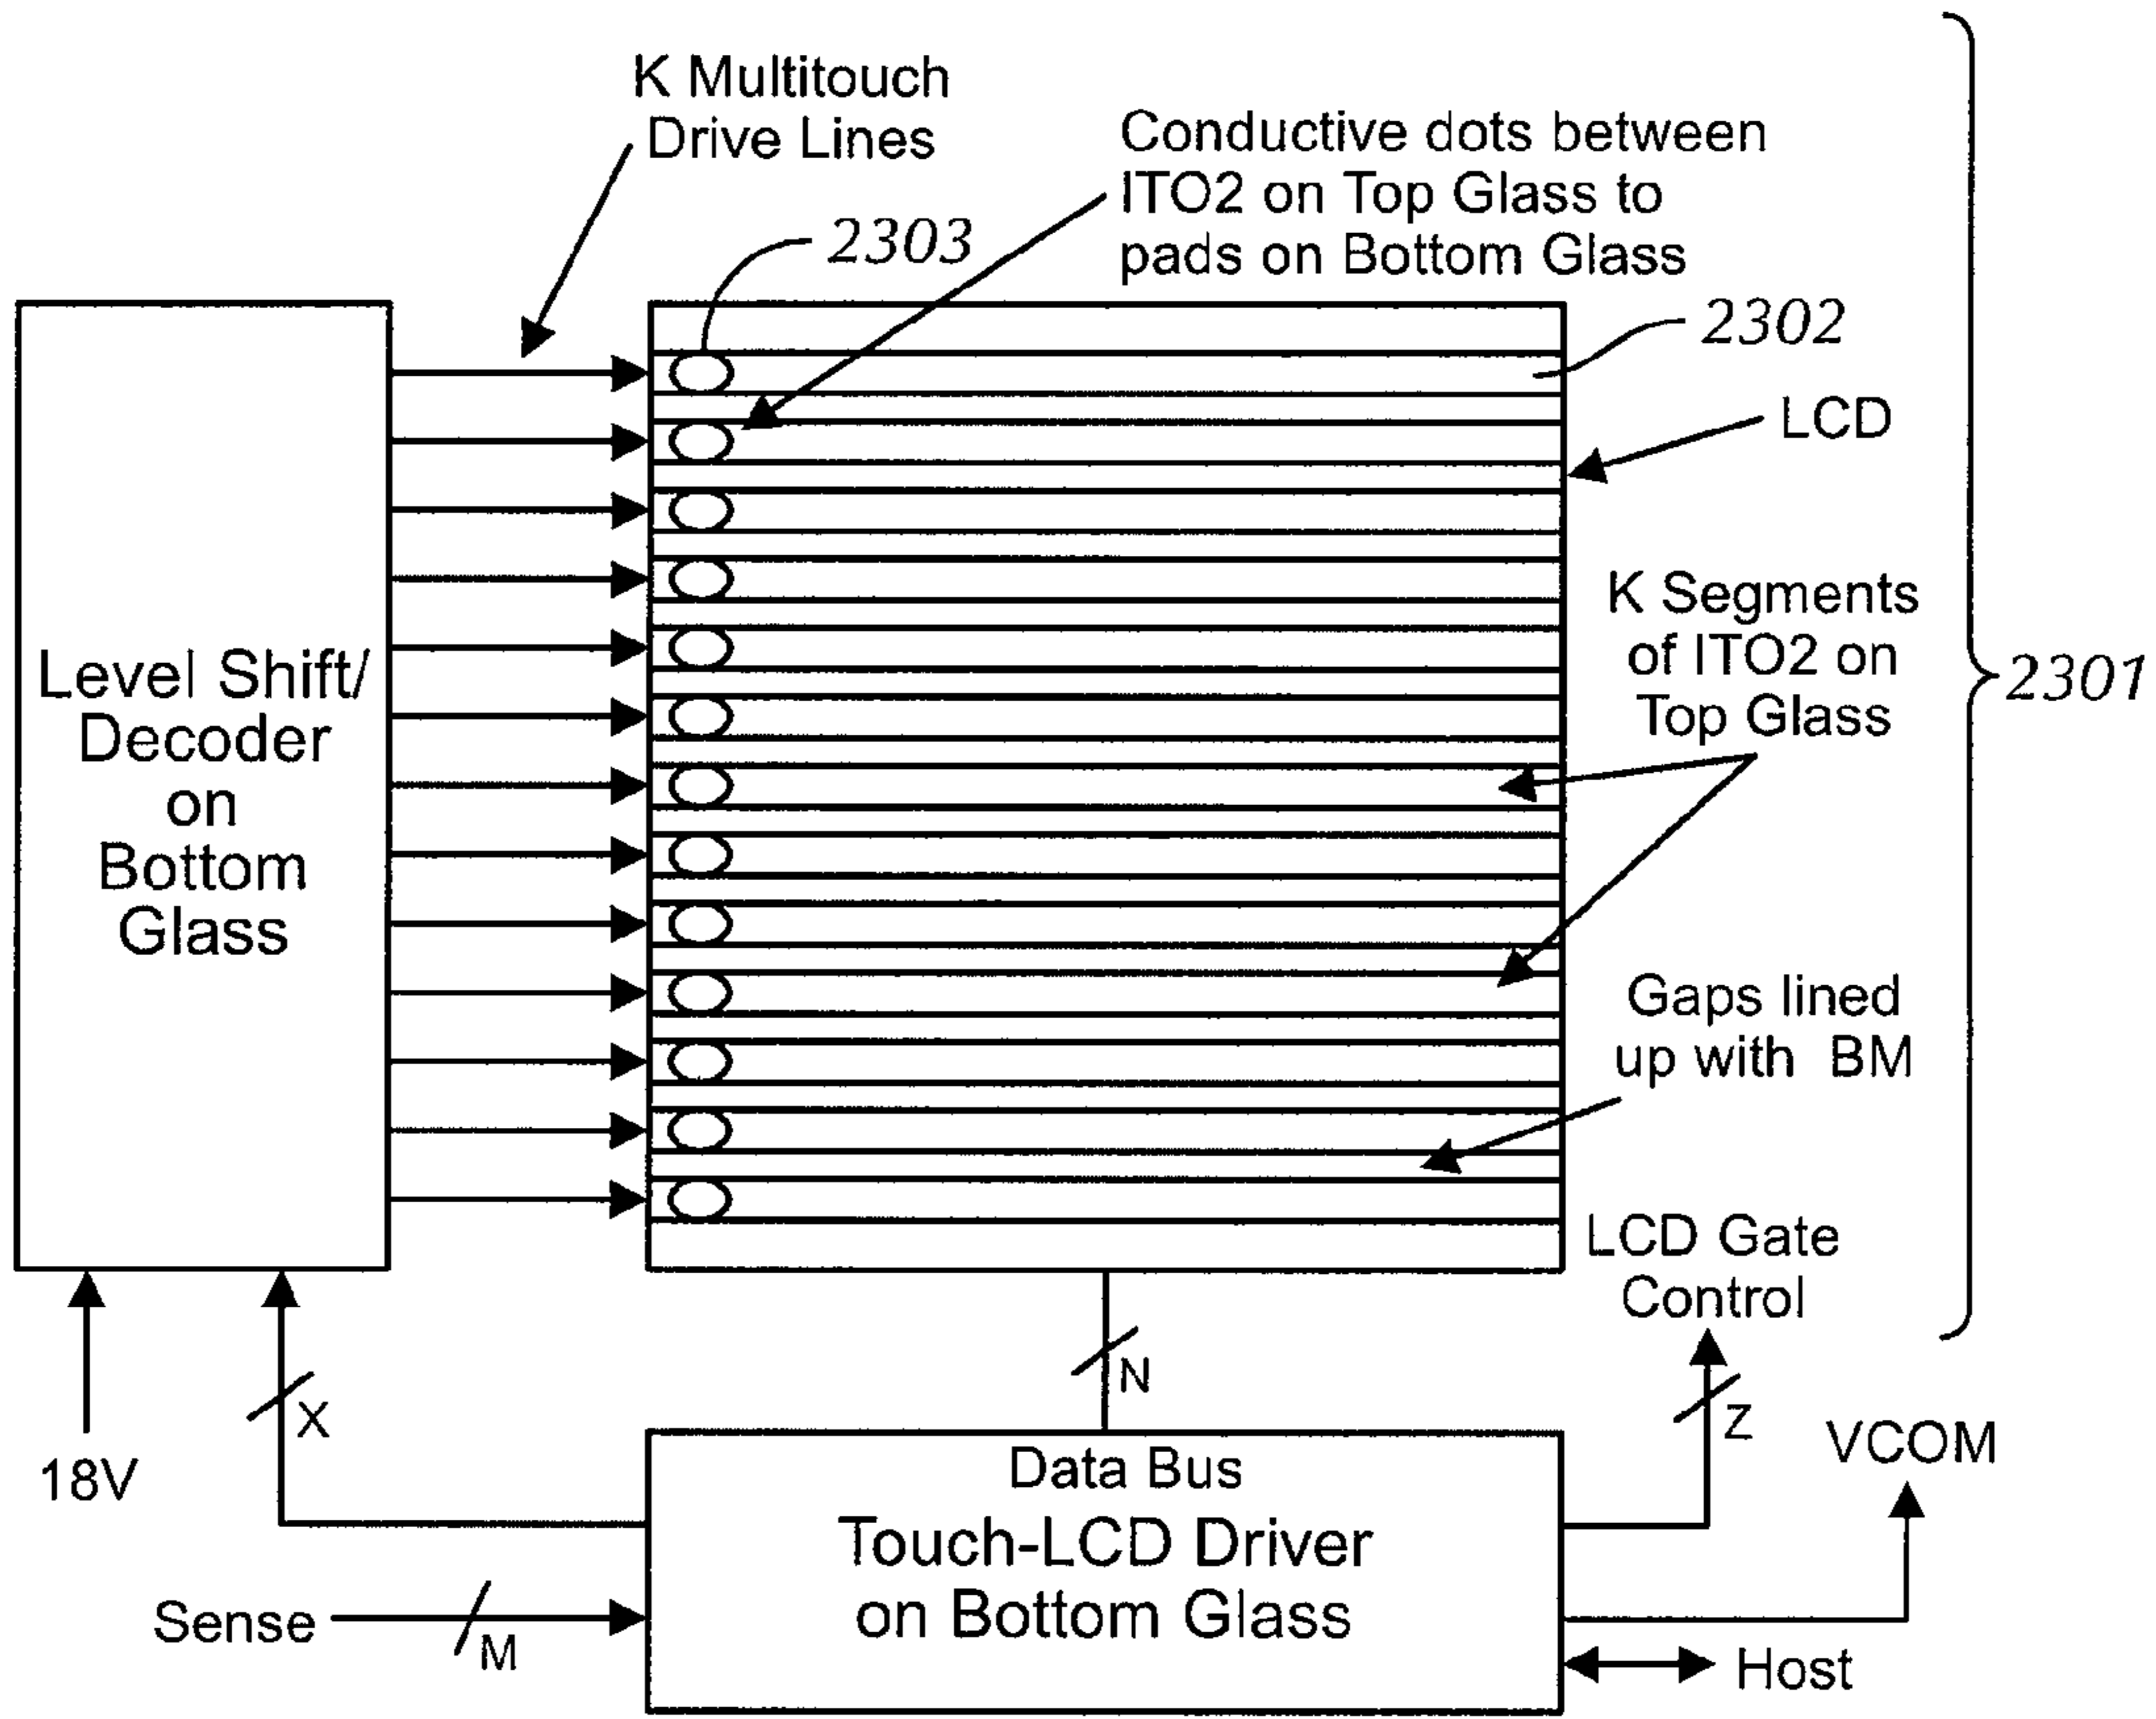 K Multitouch
Drive Lines
Conductive dots between
ITO2 on Top Glass to
pads on Bottom Glass
2303
2302
LCD
K Segments
of ITO2 on
Top Glass
2301
Level Shift/
Decoder
on
Bottom
Glass
Gaps lined
up with BM
LCD Gate
Control
N
X
Z
18V
VCOM
Data Bus
Touch-LCD Driver
on Bottom Glass
Sense
M
Host